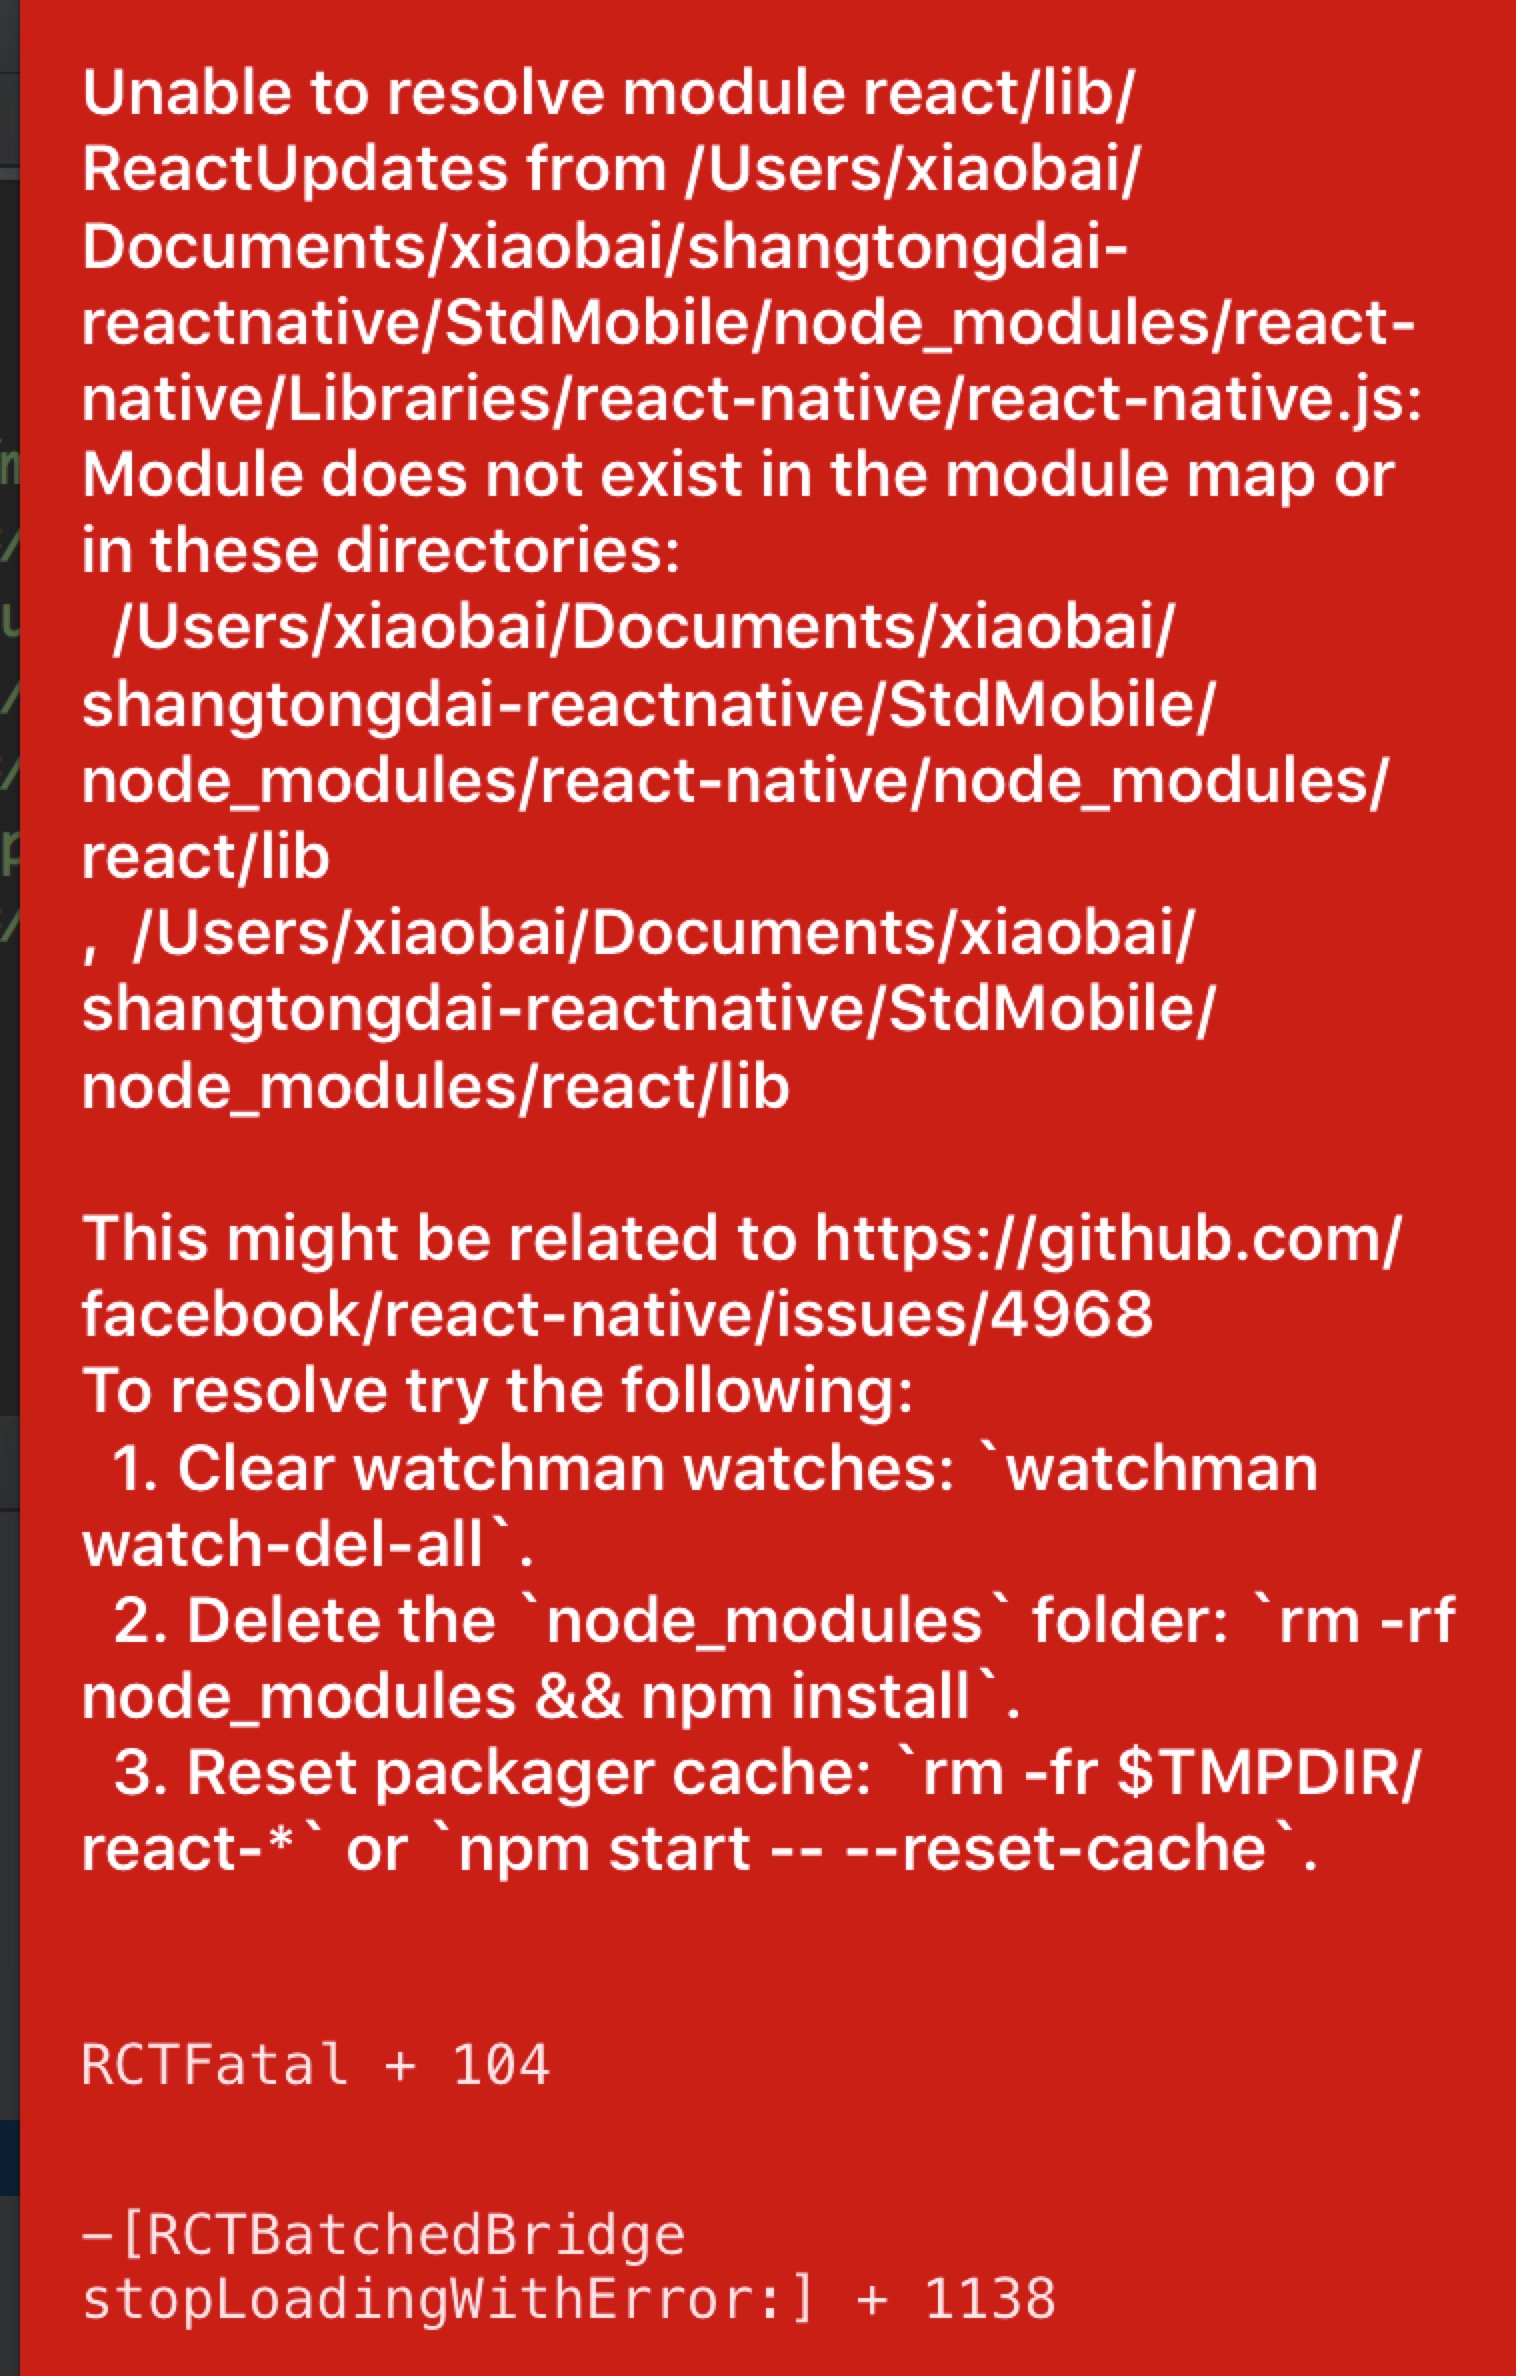 Unable to resolve module react/lib/
ReactUpdates from /Users/xiaobai/
Documents/xiaobai/shangtongdai-
reactnative/StdMobile/node_modules/react-
native/Libraries/react-native/react-native.js:
Module does not exist in the module map or
in these directories:
/Users/xiaobai/Documents/xiaobai/
shangtongdai-reactnative/StdMobile/
node_modules/react-native/node_modules/
react/lib
, /Users/xiaobai/Documents/xiaobai/
shangtongdai-reactnative/StdMobile/
node_modules/react/lib
This might be related to https://github.com/
facebook/react-native/issues/4968
To resolve try the following:
1. Clear watchman watches: `watchman
watch-del-all`.
2. Delete the `node_modules` folder: `rm -rf
node_modules && npm install`.
3. Reset packager cache: `rm -fr $TMPDIR/
react-*` or `npm start -- --reset-cache`.
RCTFatal + 104
–[RCTBatchedBridge
stopLoadingWithError:] + 1138